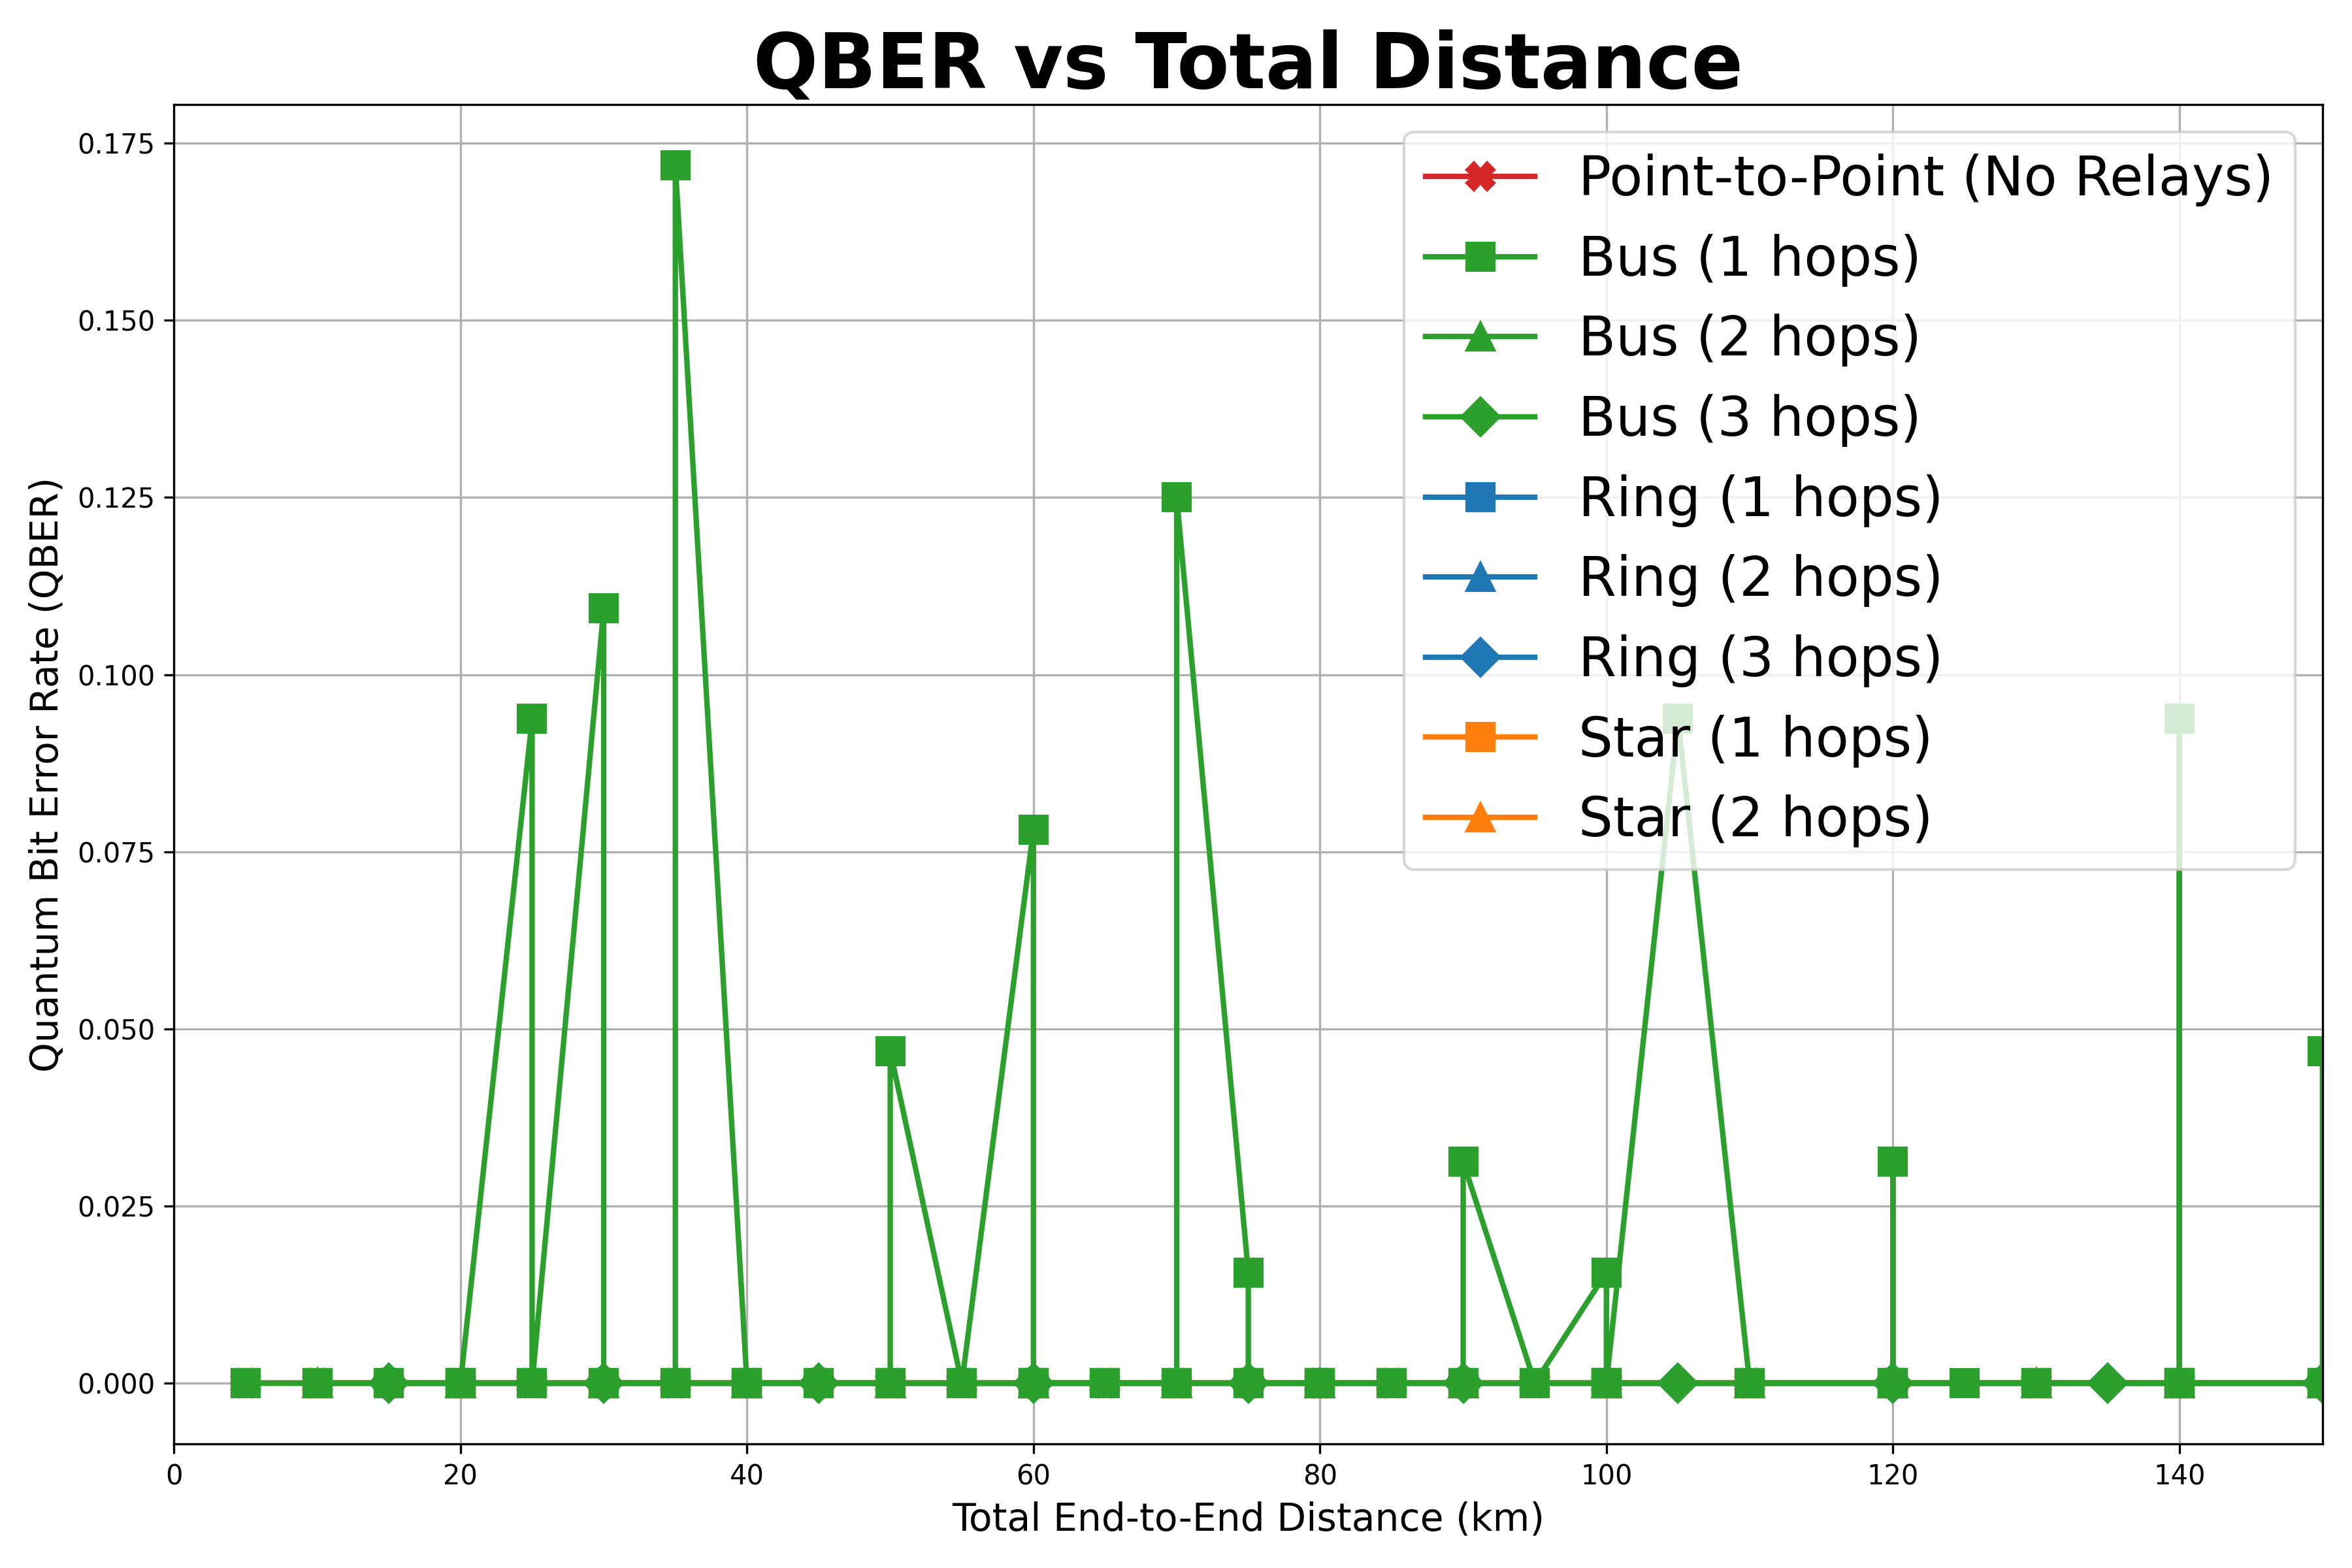 QBER vs Total Distance
Quantum Bit Error Rate (QBER)
0.175
0.150
0.125
0.100
0.075
0.050
0.025
0.000
Point-to-Point (No Relays)
Bus (1 hops)
Bus (2 hops)
Bus (3 hops)
Ring (1 hops)
Ring (2 hops)
Ring (3 hops)
Star (1 hops)
Star (2 hops)
0 20 40 60 80 100 120 140
Total End-to-End Distance (km)